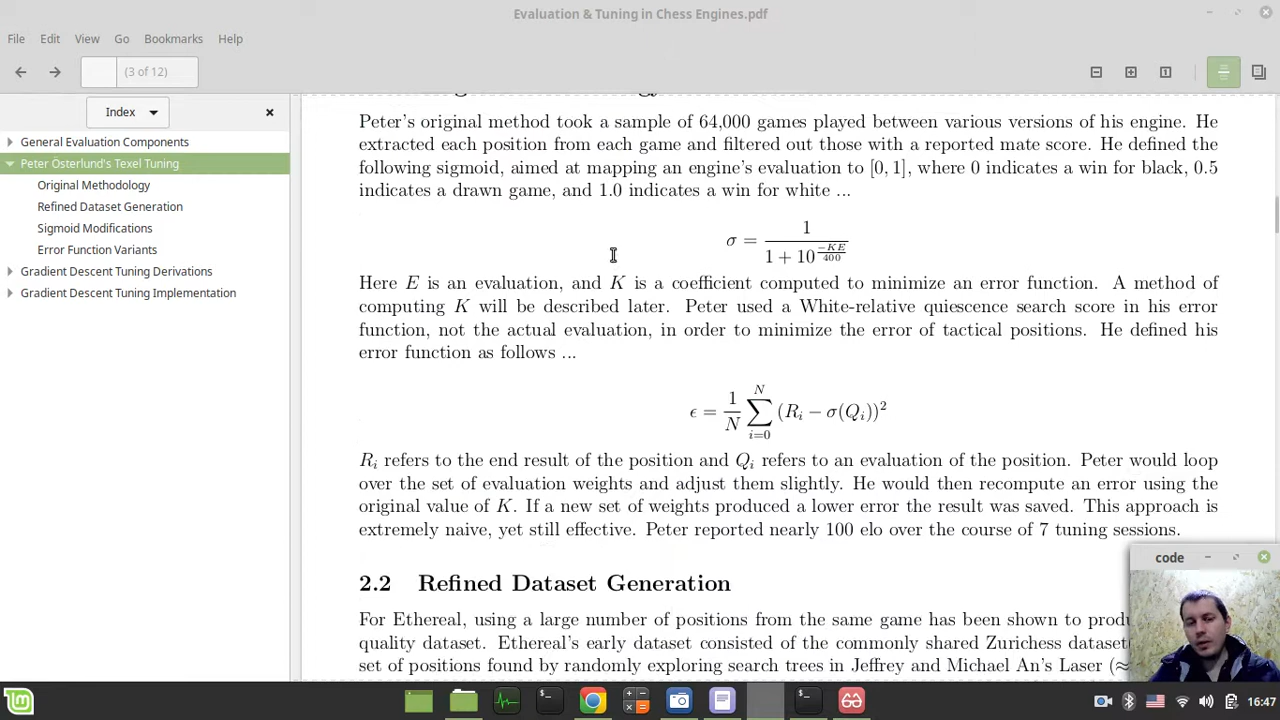 Evaluation & Tuning in Chess Engines.pdf
File Edit View Go Bookmarks Help
(3 of 12)
Index
General Evaluation Components
Peter Österlund's Texel Tuning
Original Methodology
Refined Dataset Generation
Sigmoid Modifications
Error Function Variants
Gradient Descent Tuning Derivations
Gradient Descent Tuning Implementation
Peter's original method took a sample of 64,000 games played between various versions of his engine. He
extracted each position from each game and filtered out those with a reported mate score. He defined the
following sigmoid, aimed at mapping an engine's evaluation to [0, 1], where 0 indicates a win for black, 0.5
indicates a drawn game, and 1.0 indicates a win for white ...
σ = 1 / (1 + 10^(−KE/400))
Here E is an evaluation, and K is a coefficient computed to minimize an error function. A method of
computing K will be described later. Peter used a White-relative quiescence search score in his error
function, not the actual evaluation, in order to minimize the error of tactical positions. He defined his
error function as follows ...
ϵ = 1/N ∑_{i=0}^{N} (R_i − σ(Q_i))²
R_i refers to the end result of the position and Q_i refers to an evaluation of the position. Peter would loop
over the set of evaluation weights and adjust them slightly. He would then recompute an error using the
original value of K. If a new set of weights produced a lower error the result was saved. This approach is
extremely naive, yet still effective. Peter reported nearly 100 elo over the course of 7 tuning sessions.
2.2 Refined Dataset Generation
For Ethereal, using a large number of positions from the same game has been shown to
quality dataset. Ethereal's early dataset consisted of the commonly shared Zurichess
set of positions found by randomly exploring search trees in Jeffrey and Michael An's Laser (≈
code
16:47